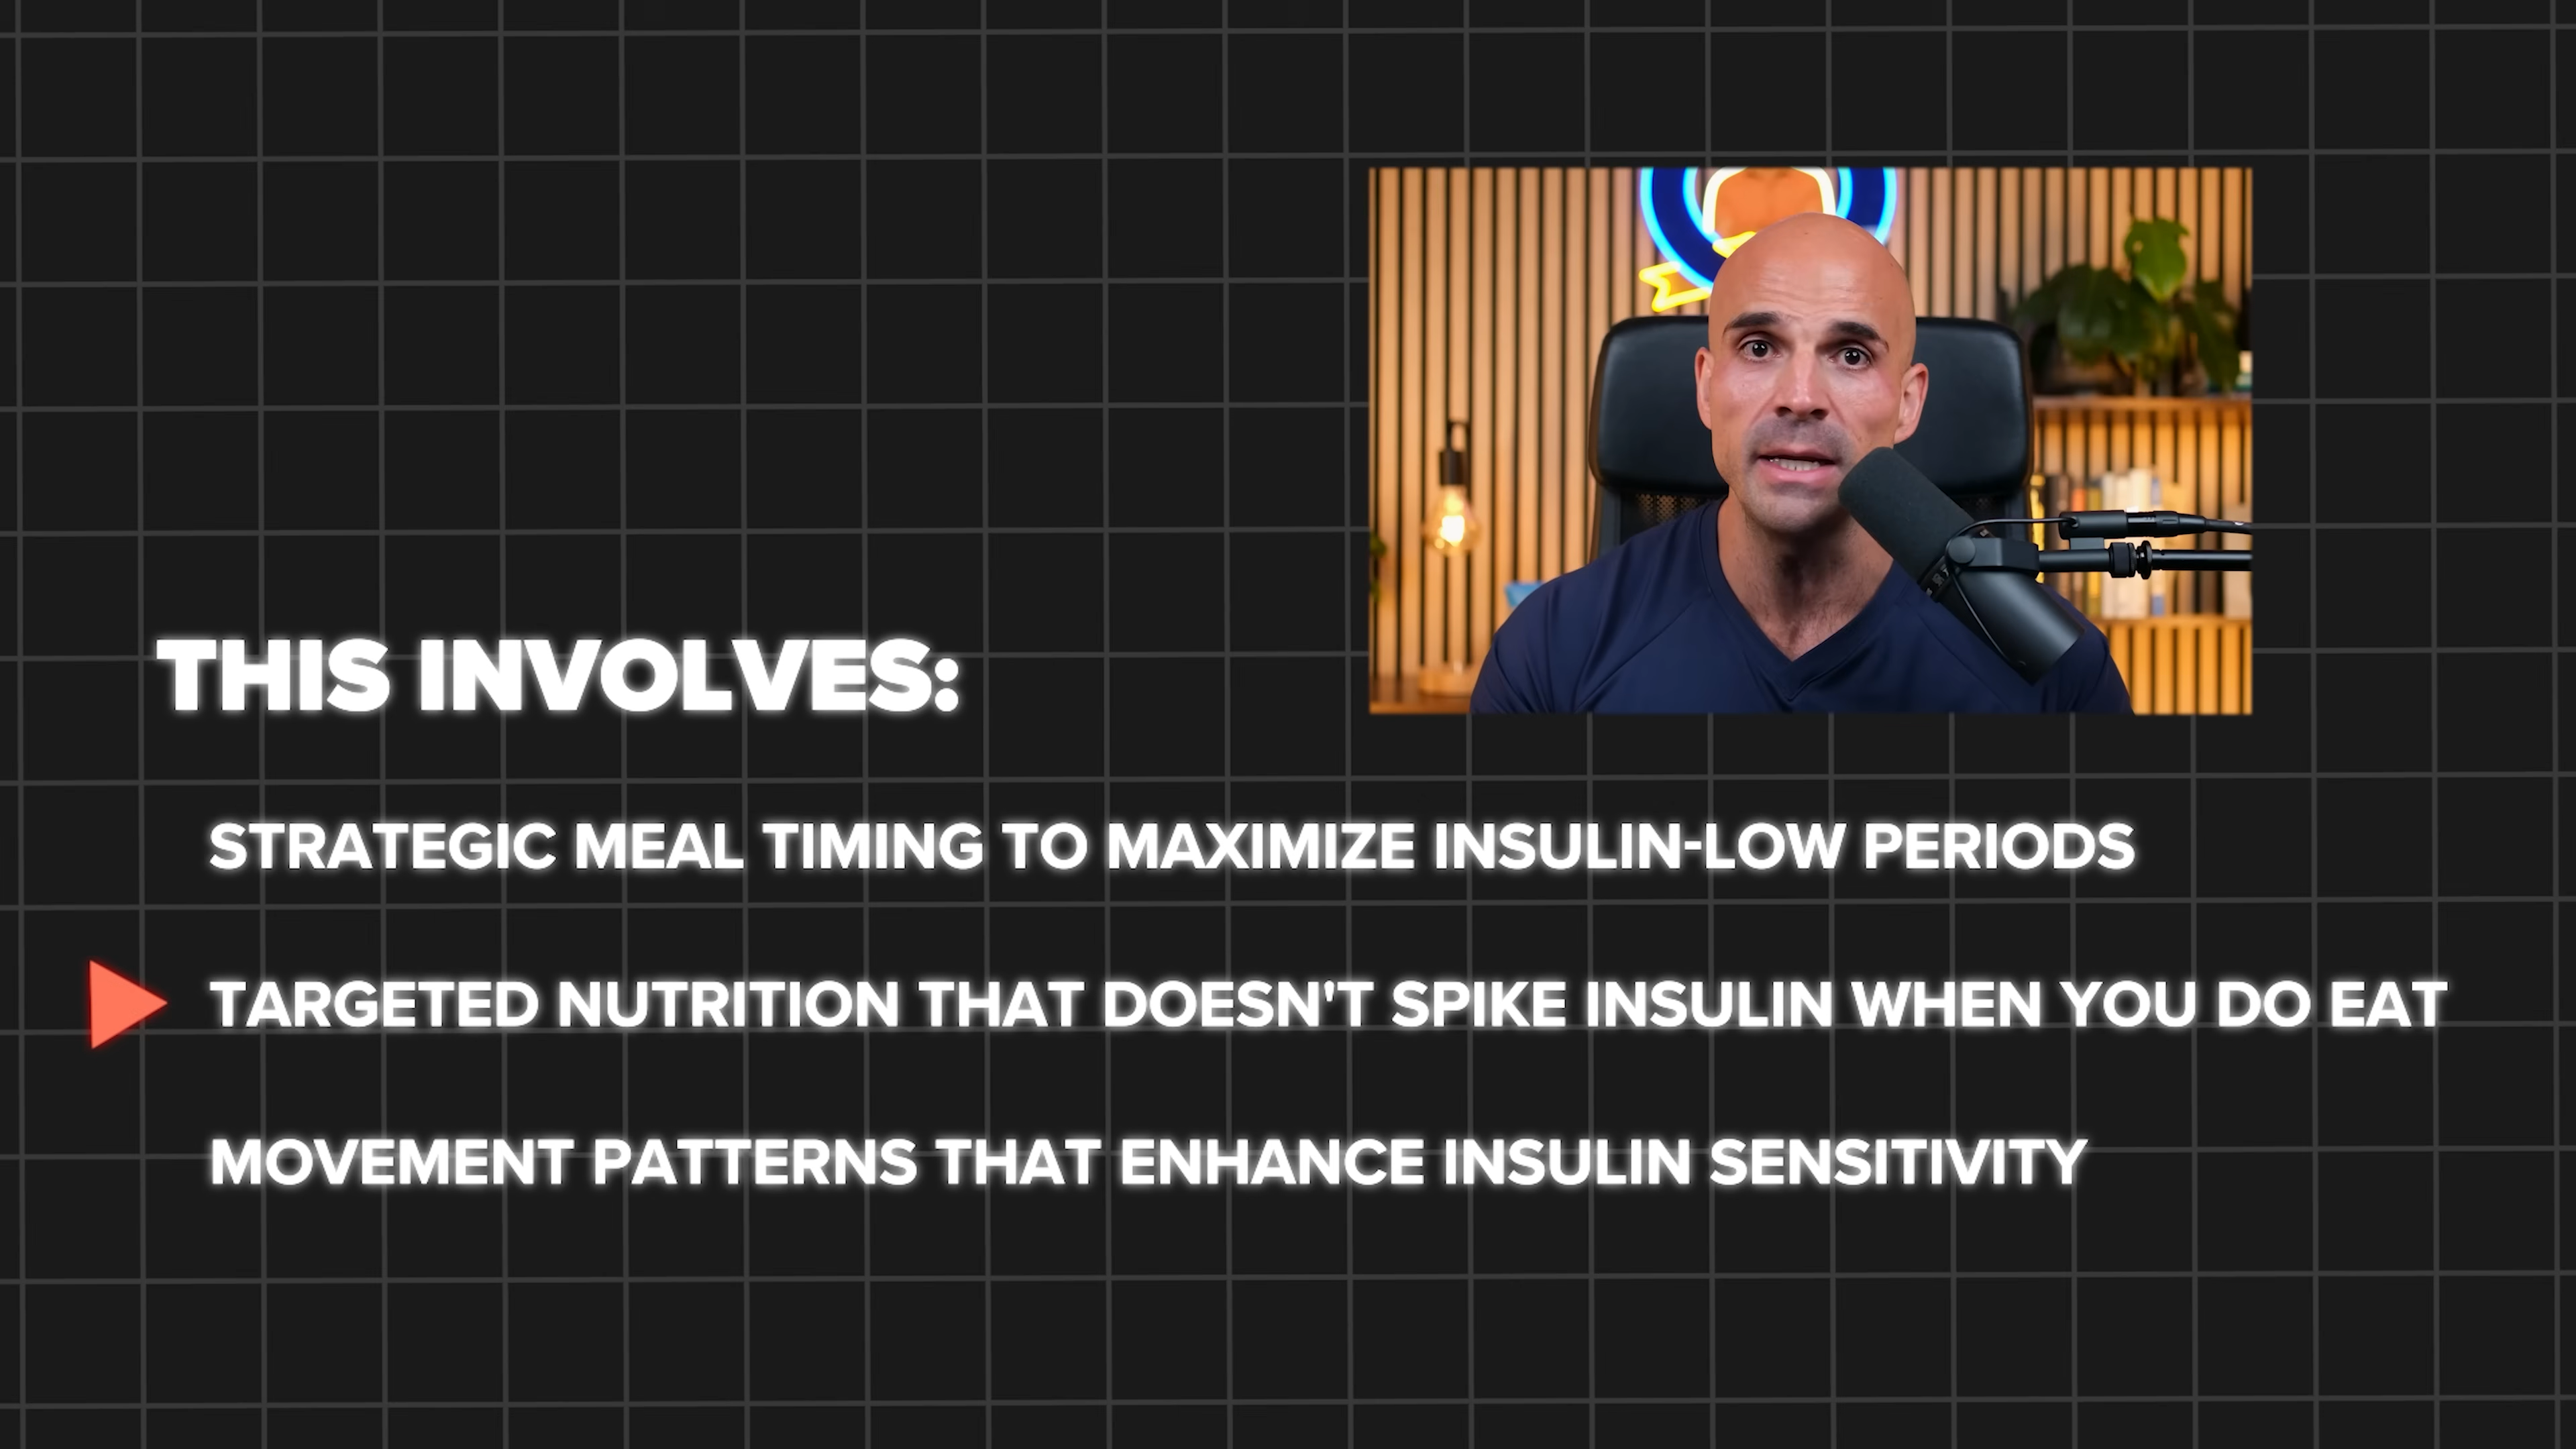 THIS INVOLVES:
STRATEGIC MEAL TIMING TO MAXIMIZE INSULIN-LOW PERIODS
TARGETED NUTRITION THAT DOESN'T SPIKE INSULIN WHEN YOU DO EAT
MOVEMENT PATTERNS THAT ENHANCE INSULIN SENSITIVITY